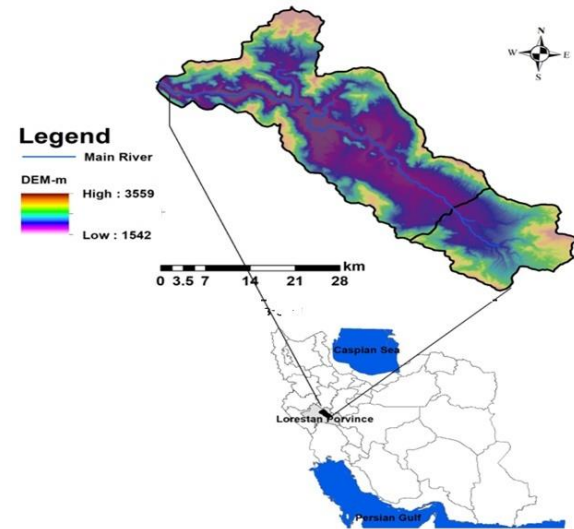 N
W E
S
Legend
Main River
DEM-m
High : 3559
Low : 1542
km
0 3.5 7 14 21 28
Caspian Sea
Lorestan Porvince
Persian Gulf